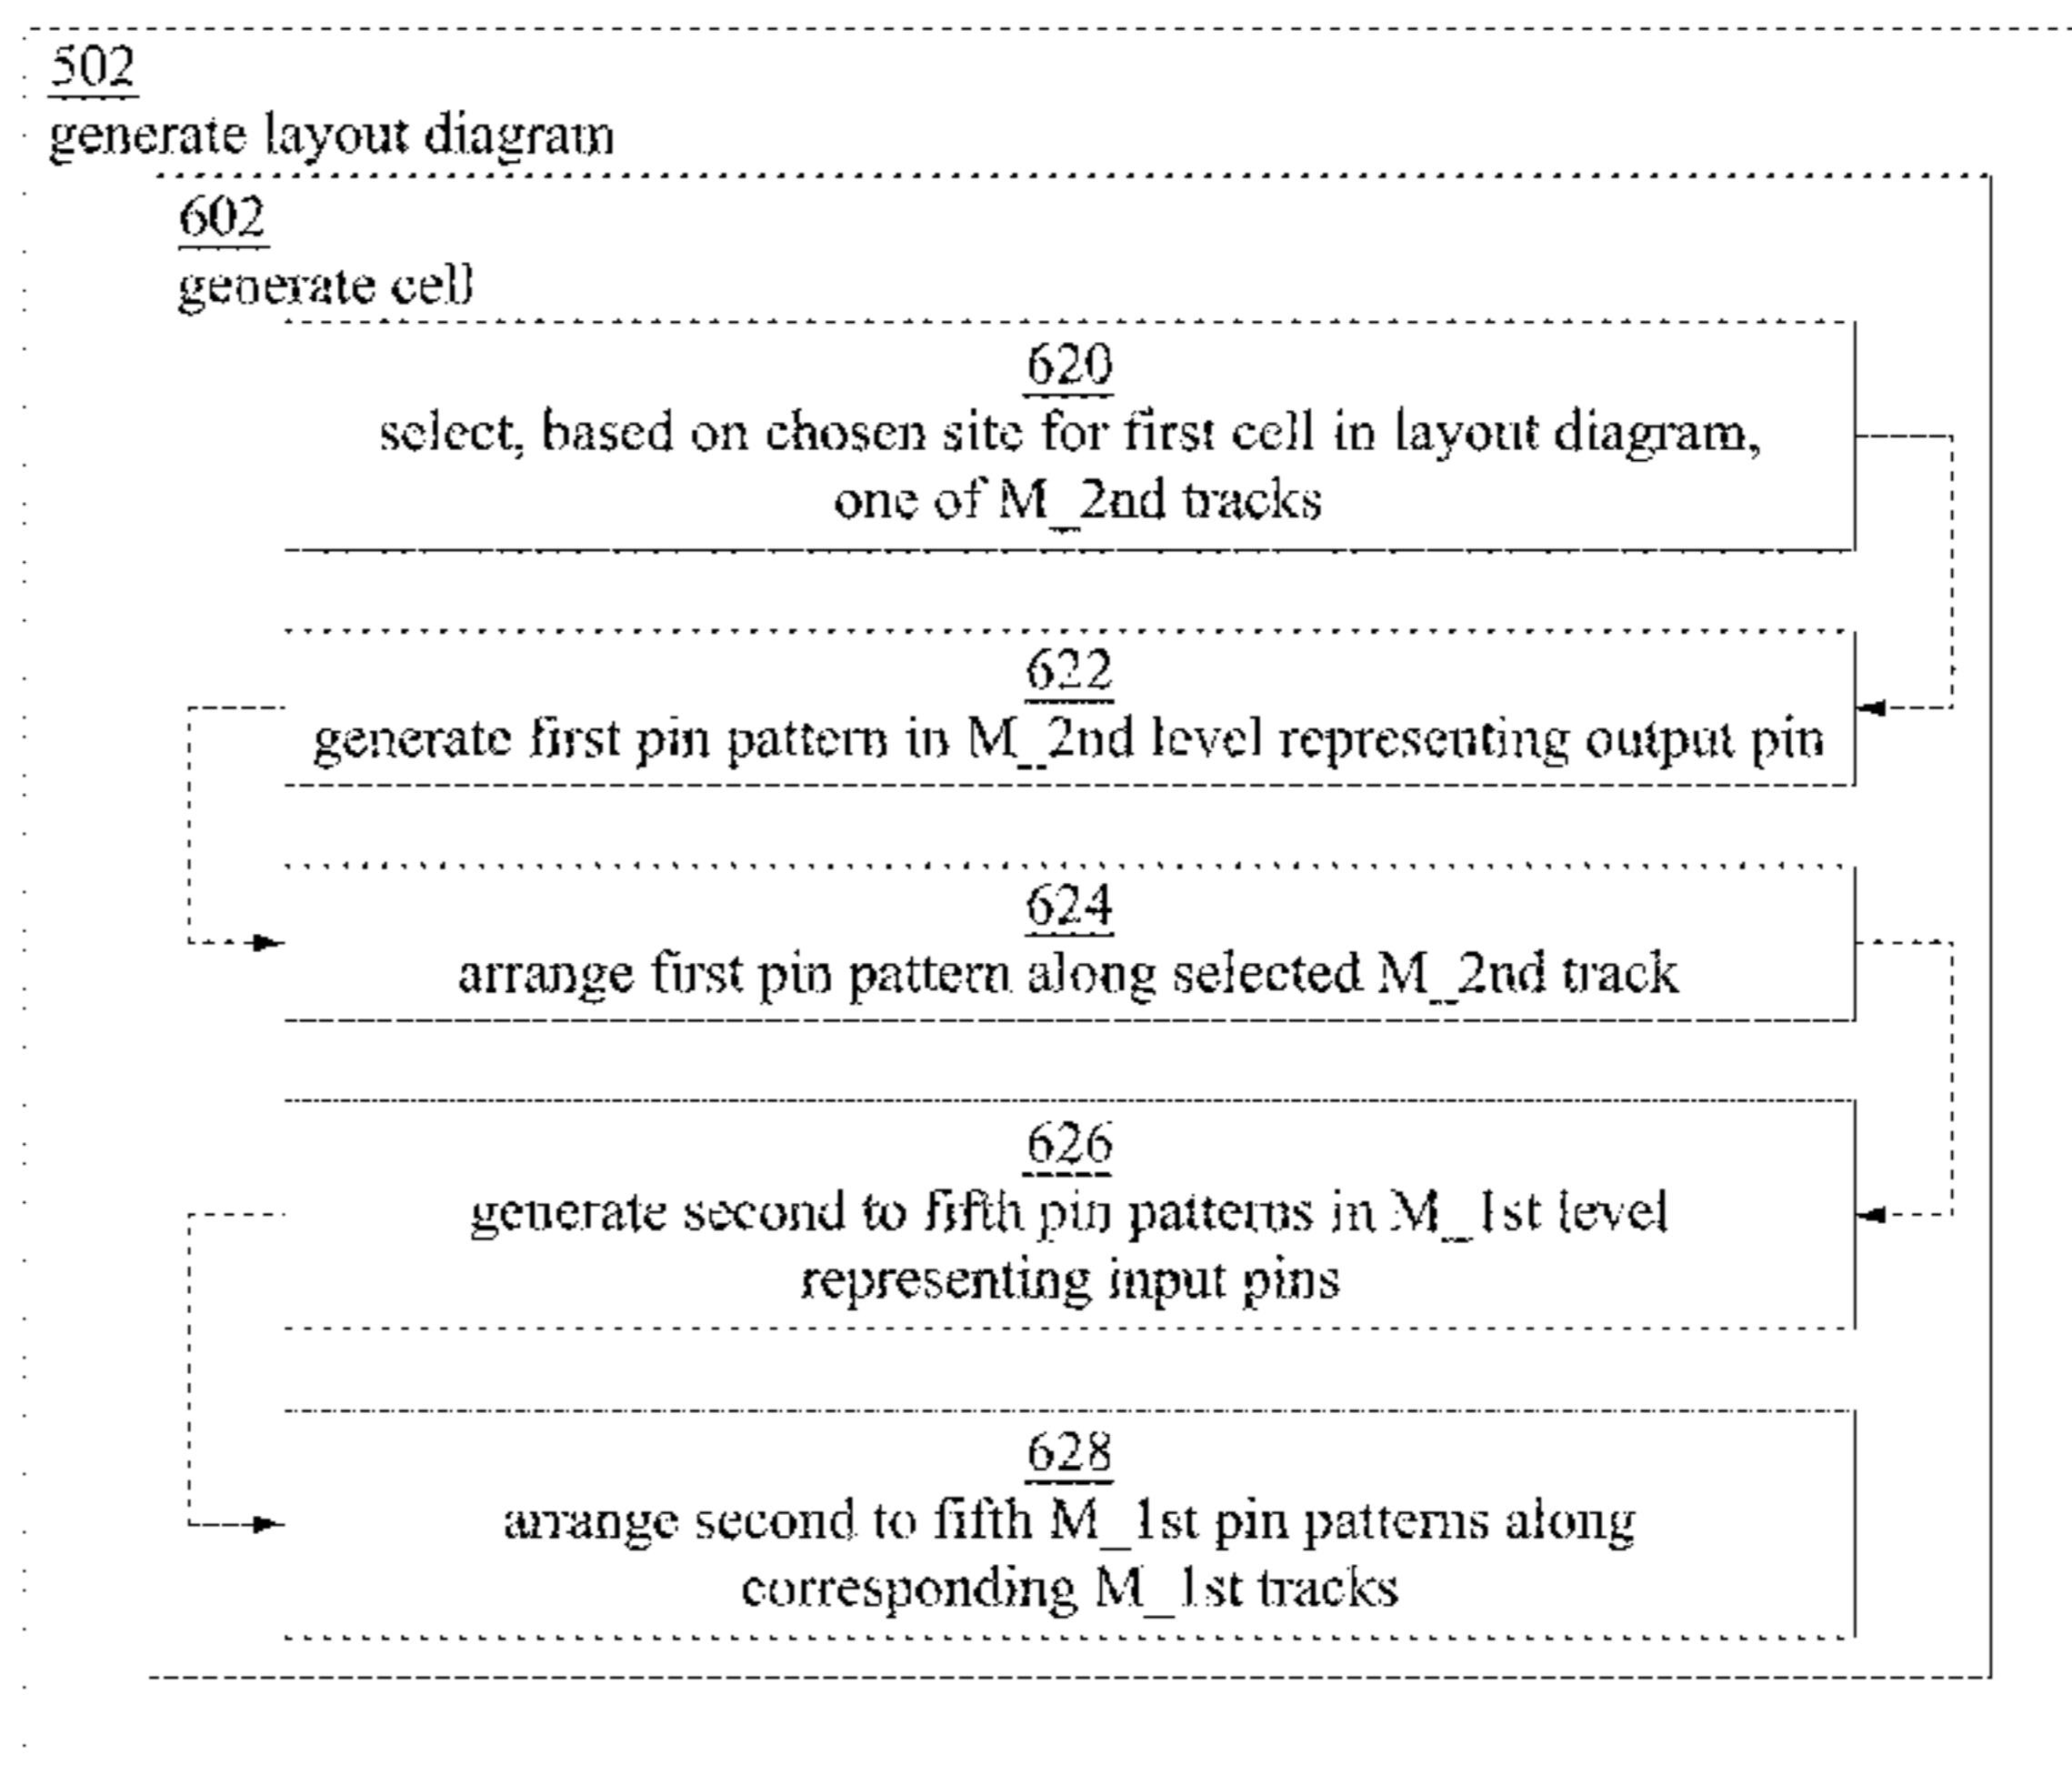 502
generate layout diagram
602
generate cell
620
select, based on chosen site for first cell in layout diagram,
one of M_2nd tracks
622
generate first pin pattern in M_2nd level representing output pin
624
arrange first pin pattern along selected M_2nd track
626
generate second to fifth pin patterns in M_1st level
representing input pins
628
arrange second to fifth M_1st pin patterns along
corresponding M_1st tracks